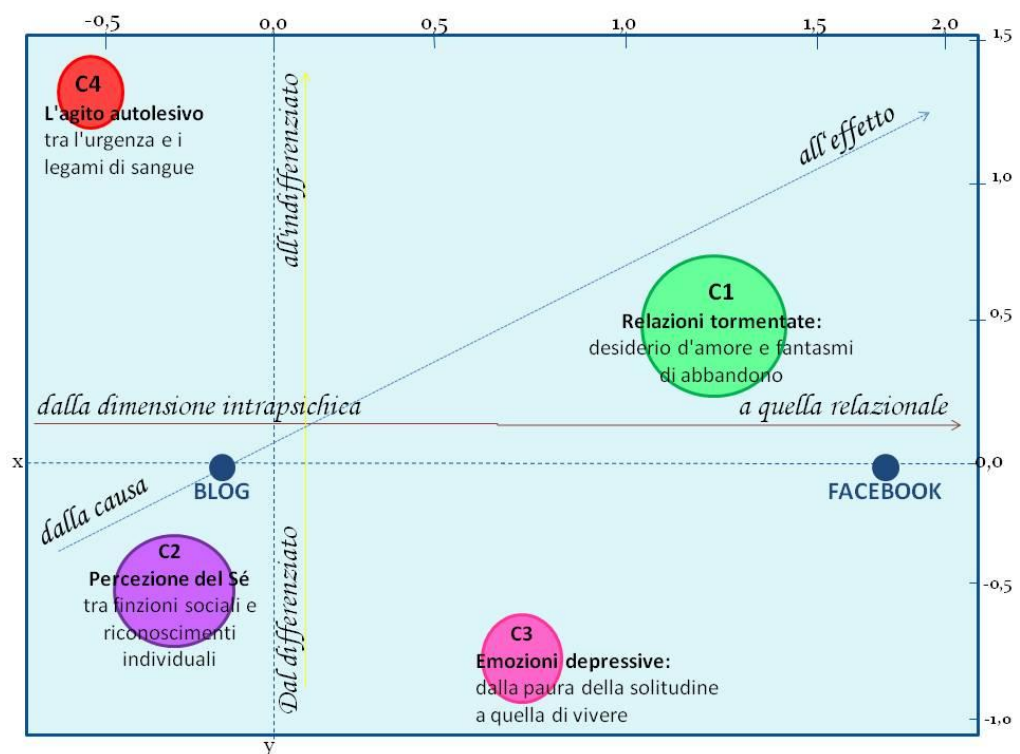 -0,5 0,0 0,5 1,0 1,5 2,0
1,5
C4
L'agito autolesivo
tra l'urgenza e i
legami di sangue
all'indifferenziato
all'effetto
1,0
C1
0,5
Relazioni tormentate:
desiderio d'amore e fantasmi
di abbandono
dalla dimensione intrapsichica
a quella relazionale
x
0,0
BLOG
FACEBOOK
dalla causa
C2
Percezione del Sé
tra finzioni sociali e
riconoscimenti
individuali
Dal differenziato
-0,5
C3
Emozioni depressive:
dalla paura della solitudine
a quella di vivere
-1,0
y